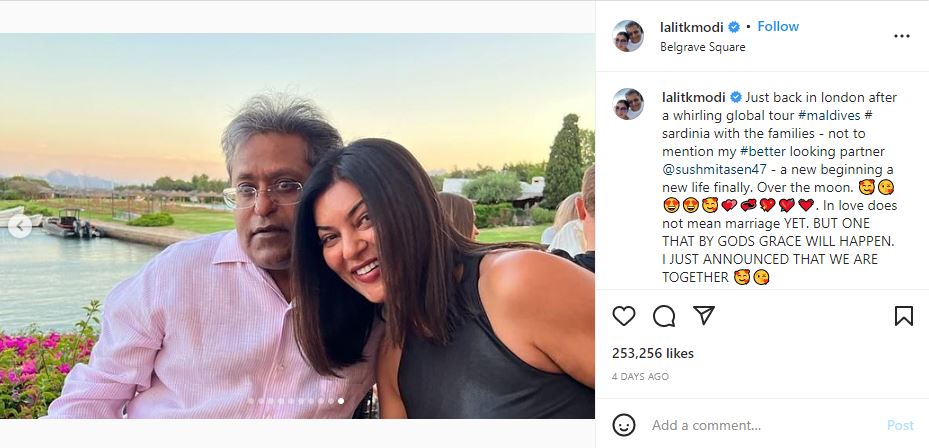 lalitkmodi • Follow
Belgrave Square
lalitkmodi Just back in london after
a whirling global tour #maldives #
sardinia with the families - not to
mention my #better looking partner
@sushmitasen47 - a new beginning a
new life finally. Over the moon. 🥰😘
😍😍🥰💕💋💘💓❤️. In love does
not mean marriage YET. BUT ONE
THAT BY GODS GRACE WILL HAPPEN.
I JUST ANNOUNCED THAT WE ARE
TOGETHER 🥰😘
253,256 likes
4 DAYS AGO
Add a comment...
Post